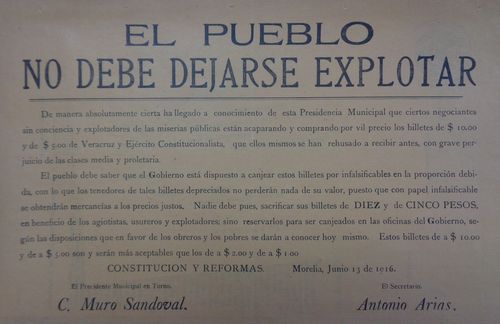 EL PUEBLO
NO DEBE DEJARSE EXPLOTAR
De manera absolutamente cierta ha llegado a conocimiento de esta Presidencia Municipal que ciertos negociantes
sin conciencia y explotadores de las miserias públicas están acaparando y comprando por vil precio los billetes de $ 10.00
y de $ 5.00 de Veracruz y Ejército Constitucionalista, que ellos mismos se han rehusado a recibir antes, con grave per-
juicio de las clases media y proletaria.
El pueblo debe saber que el Gobierno está dispuesto a canjear estos billetes por infalsificables en la proporción debi-
da, con lo que los tenedores de tales billetes depreciados no perderán nada de su valor, puesto que con papel infalsificable
se obtendrán mercancías a los precios justos. Nadie debe pues, sacrificar sus billetes de DIEZ y de CINCO PESOS,
en beneficio de los agiotistas, usureros y explotadores; sino reservarlos para ser canjeados en las oficinas del Gobierno, se-
gún las disposiciones que en favor de los obreros y los pobres se darán a conocer hoy mismo. Estos billetes de a $ 10.00
y de a $ 5.00 son y serán más aceptables que los de a $ 2.00 y de a $ 1.00
CONSTITUCION Y REFORMAS. Morelia, Junio 13 de 1916.
El Presidente Municipal en Turno. El Secretario.
C. Muro Sandoval. Antonio Arias.